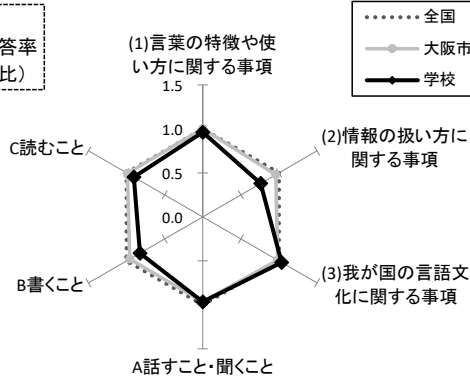 答率
比）
全国
大阪市
学校
(1)言葉の特徴や使
い方に関する事項
1.5
1.0
0.5
0.0
(2)情報の扱い方に
関する事項
(3)我が国の言語文
化に関する事項
A話すこと・聞くこと
B書くこと
C読むこと